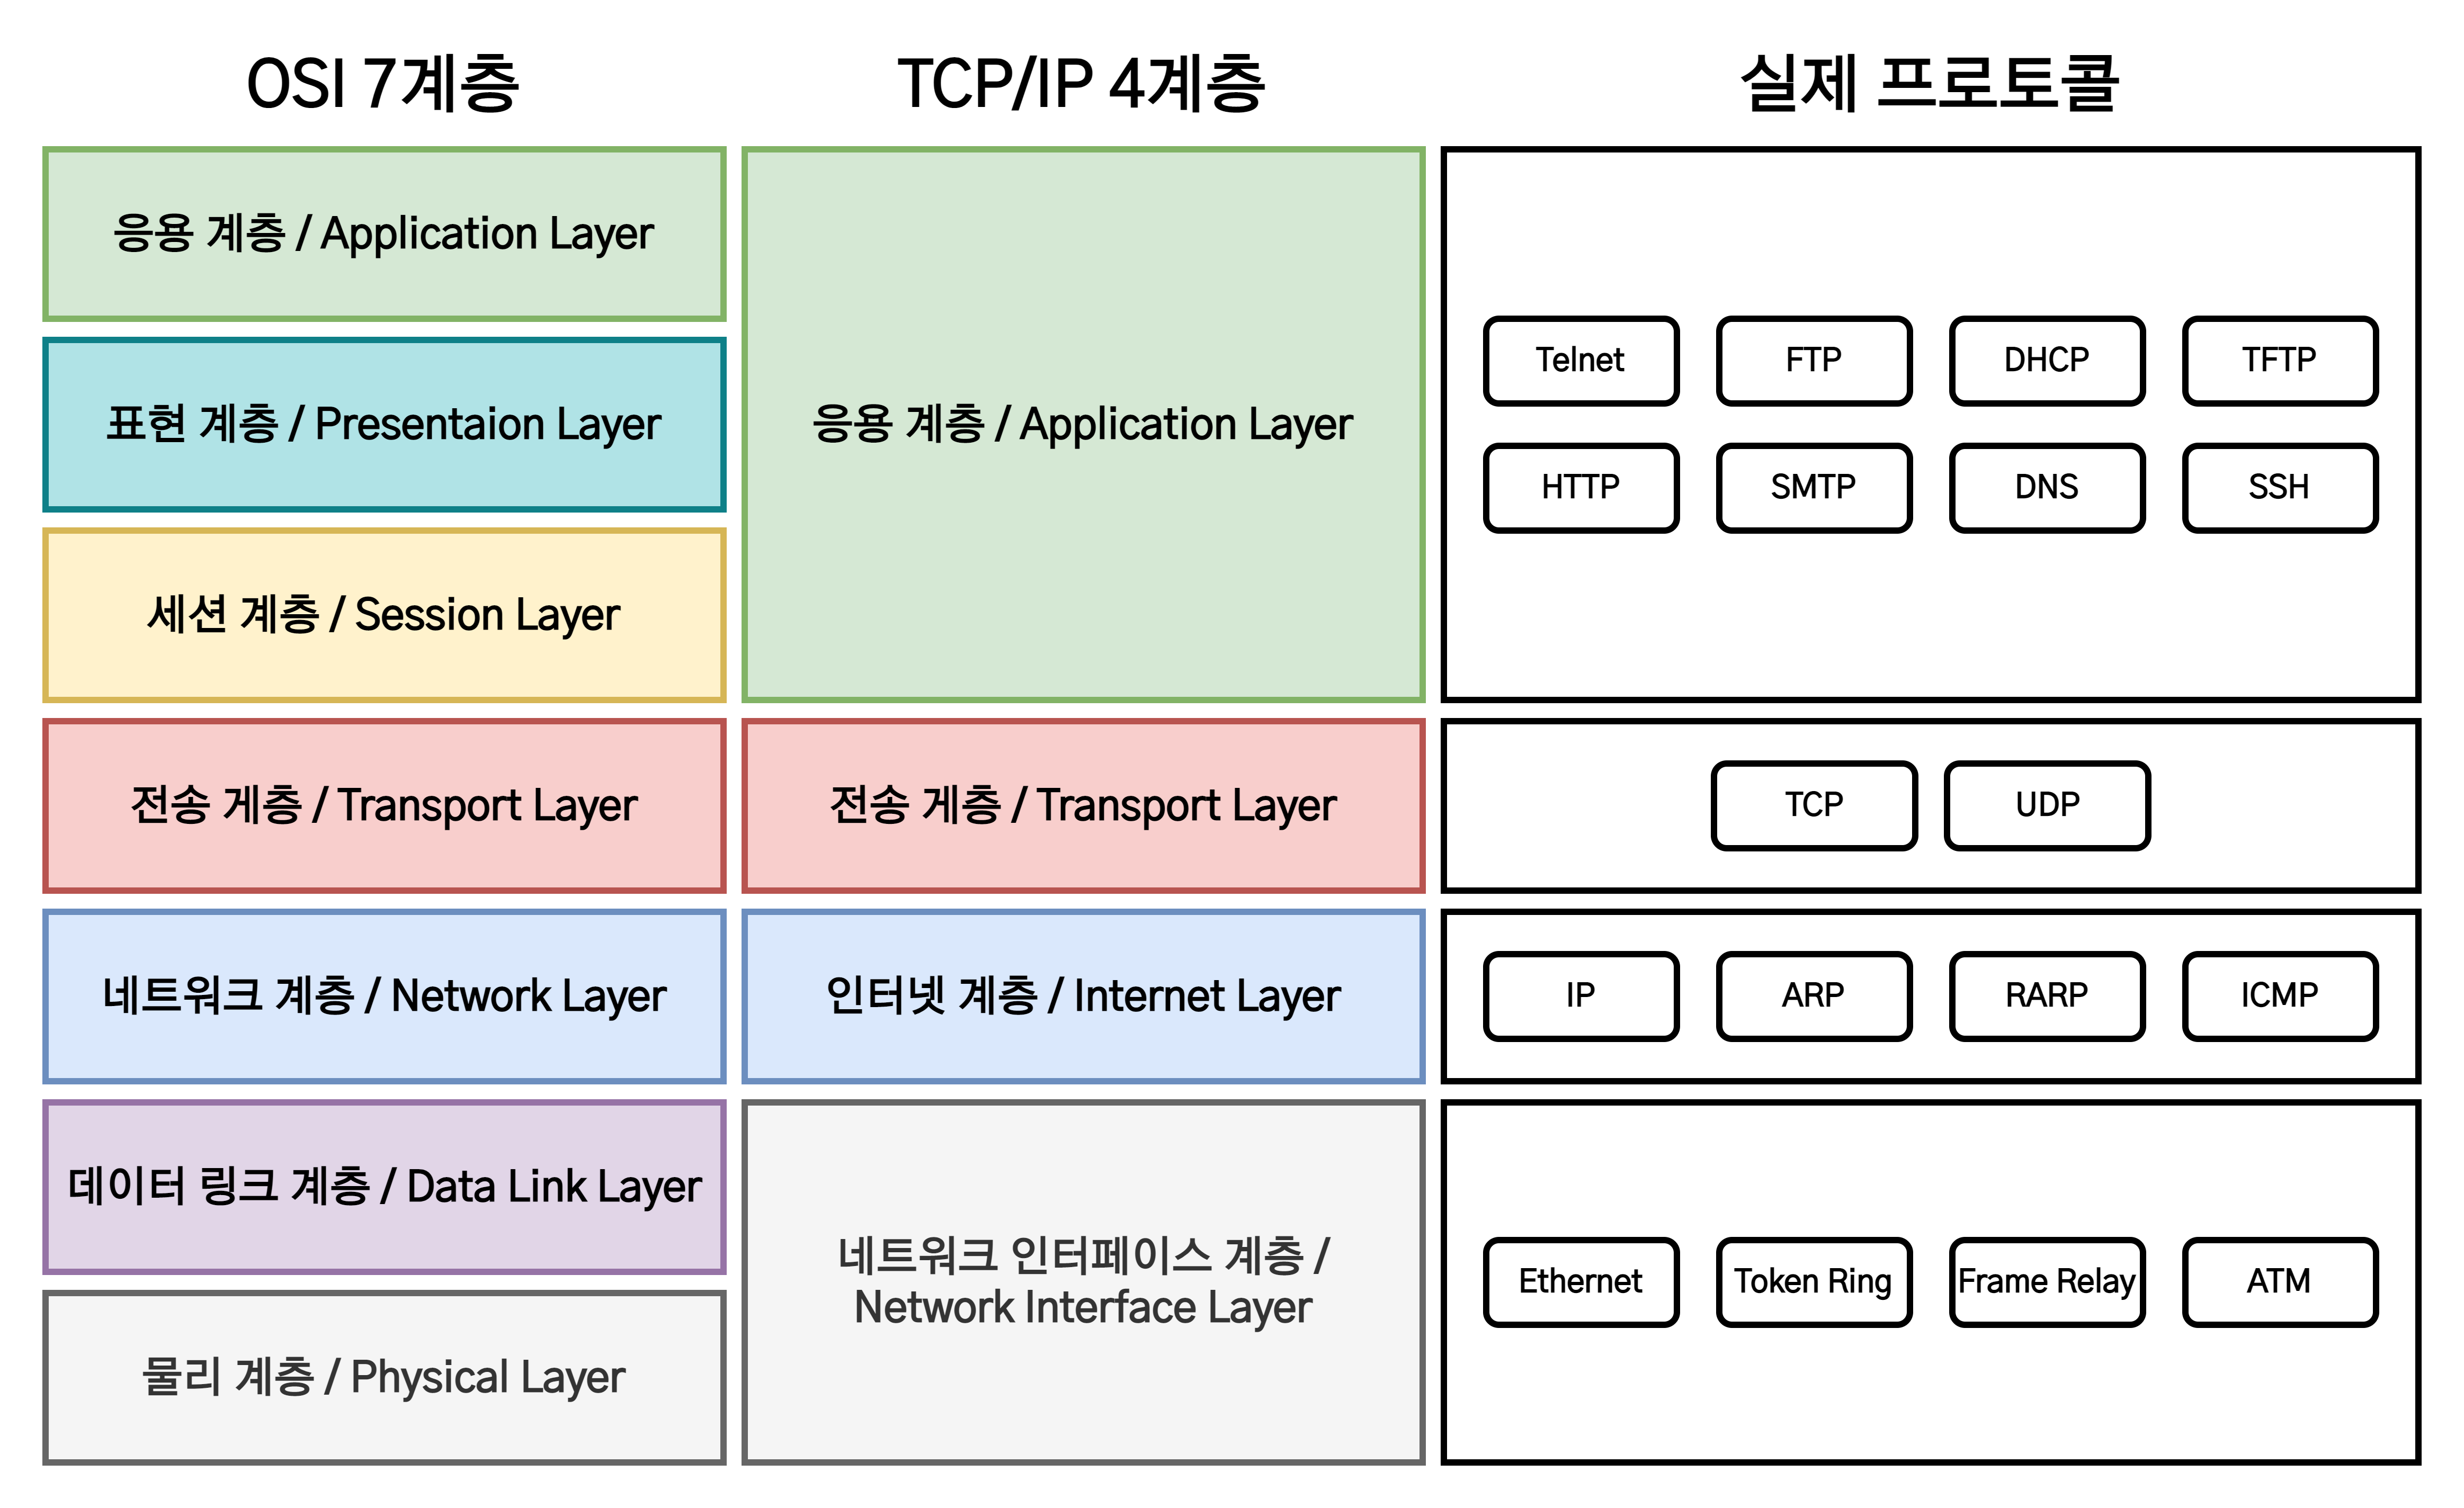 OSI 7계층
TCP/IP 4계층
실제 프로토콜
응용 계층 / Application Layer
표현 계층 / Presentaion Layer
세션 계층 / Session Layer
전송 게층 / Transport Layer
네트워크 계층 / Network Layer
데이터 링크 계층 / Data Link Layer
물리 계층 / Physical Layer
응용 계층 / Application Layer
전송 게층 / Transport Layer
인터넷 계층 / Internet Layer
네트워크 인터페이스 계층 /
Network Interface Layer
Telnet FTP DHCP TFTP
HTTP SMTP DNS SSH
TCP UDP
IP ARP RARP ICMP
Ethernet Token Ring Frame Relay ATM